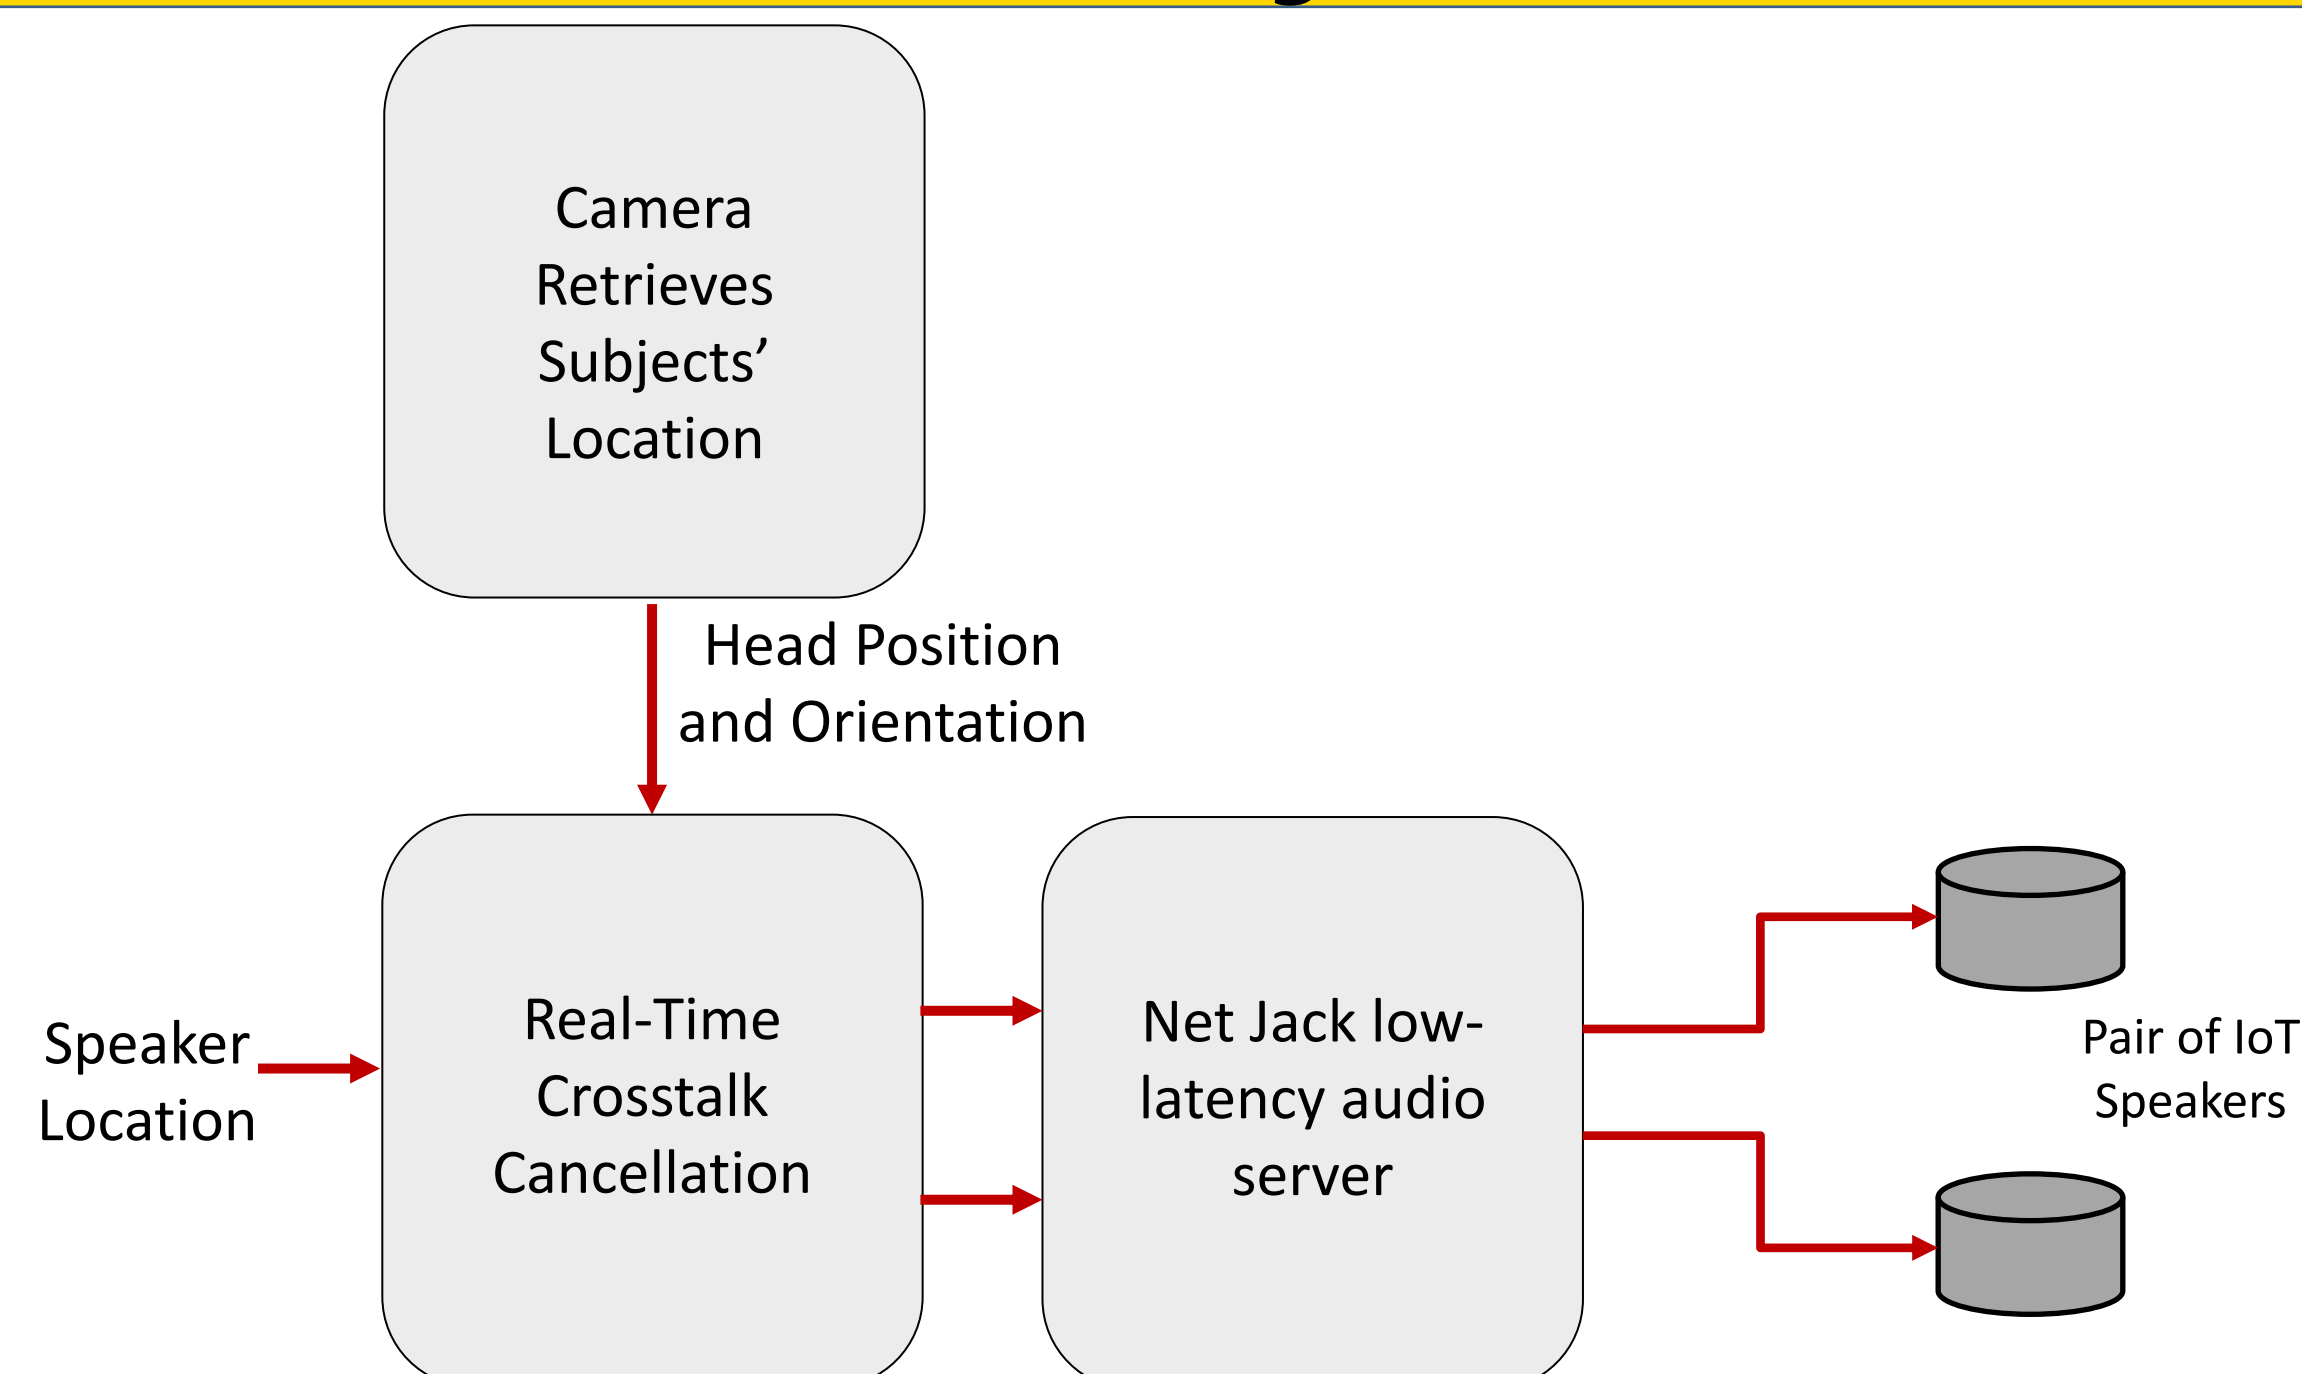 Camera
Retrieves
Subjects’
Location
Head Position
and Orientation
Speaker
Location
Real-Time
Crosstalk
Cancellation
Net Jack low-
latency audio
server
Pair of IoT
Speakers